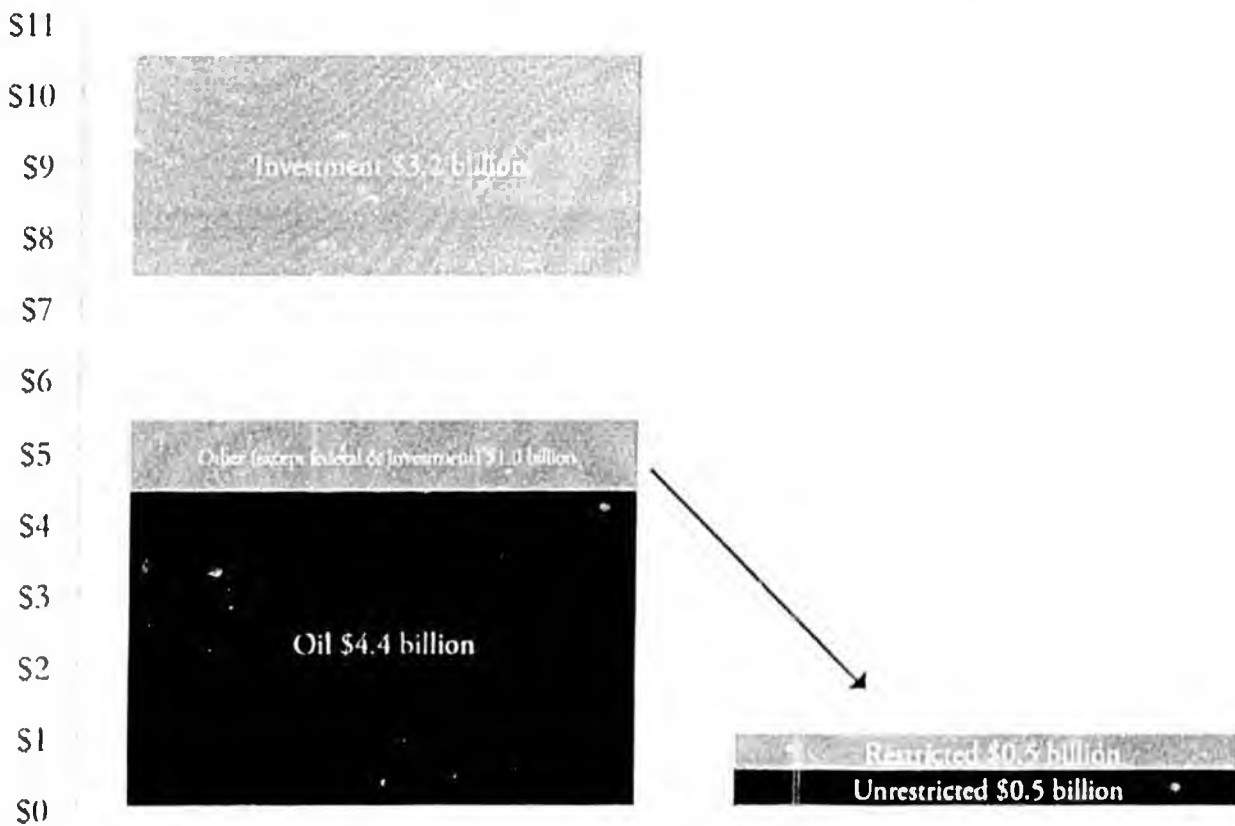 $11
$10
$9
$8
$7
$6
$5
$4
$3
$2
$1
$0
Investment $3.2 billion
Other (except federal & investment) $1.0 billion
Oil $4.4 billion
Restricted $0.5 billion
Unrestricted $0.5 billion